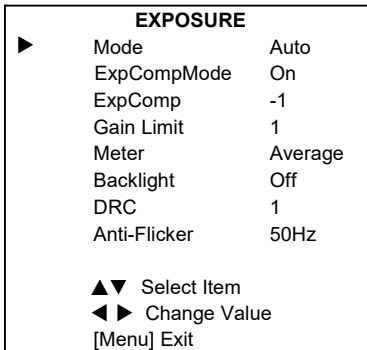 EXPOSURE
▶ Mode Auto
ExpCompMode On
ExpComp -1
Gain Limit 1
Meter Average
Backlight Off
DRC 1
Anti-Flicker 50Hz
▲▼ Select Item
◀ ▶ Change Value
[Menu] Exit